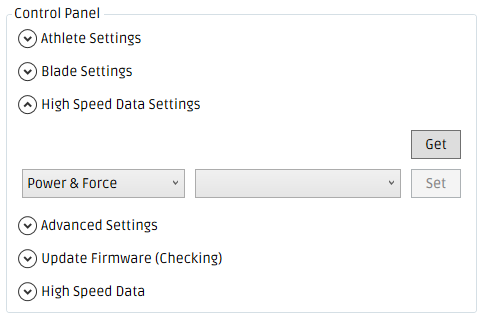 Control Panel
Athlete Settings
Blade Settings
High Speed Data Settings
Get
Power & Force
Set
Advanced Settings
Update Firmware (Checking)
High Speed Data